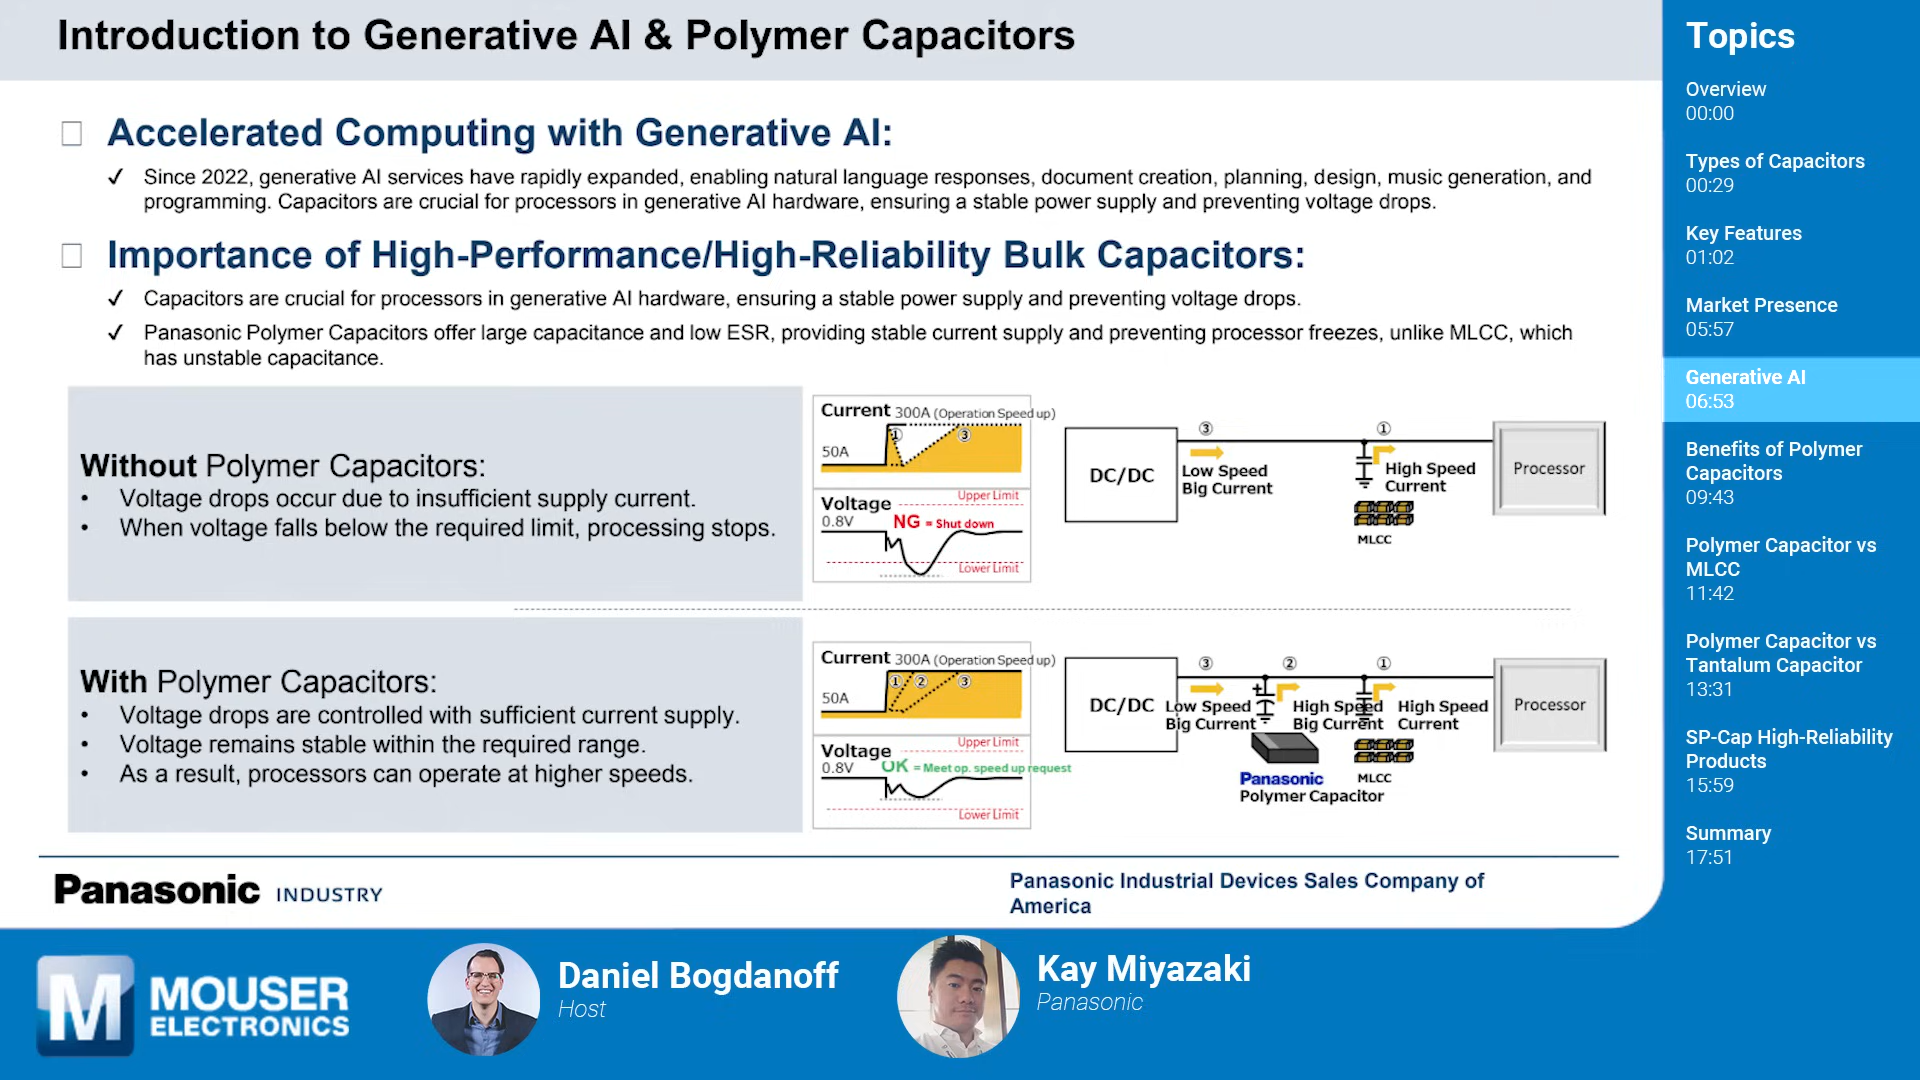 Introduction to Generative AI & Polymer Capacitors
Accelerated Computing with Generative AI:
✓ Since 2022, generative AI services have rapidly expanded, enabling natural language responses, document creation, planning, design, music generation, and
programming. Capacitors are crucial for processors in generative AI hardware, ensuring a stable power supply and preventing voltage drops.
Importance of High-Performance/High-Reliability Bulk Capacitors:
✓ Capacitors are crucial for processors in generative AI hardware, ensuring a stable power supply and preventing voltage drops.
✓ Panasonic Polymer Capacitors offer large capacitance and low ESR, providing stable current supply and preventing processor freezes, unlike MLCC, which
has unstable capacitance.
Without Polymer Capacitors:
• Voltage drops occur due to insufficient supply current.
• When voltage falls below the required limit, processing stops.
Current 300A (Operation Speed up)
① ③
50A
Voltage
Upper Limit
0.8V
NG = Shut down
Lower Limit
DC/DC
③
Low Speed
Big Current
①
High Speed
Current
MLCC
Processor
With Polymer Capacitors:
• Voltage drops are controlled with sufficient current supply.
• Voltage remains stable within the required range.
• As a result, processors can operate at higher speeds.
Current 300A (Operation Speed up)
① ② ③
50A
Voltage
Upper Limit
0.8V
OK = Meet op. speed up request
Lower Limit
DC/DC
③
Low Speed
Big Current
②
+
High Speed
Big Current
①
High Speed
Current
Panasonic
Polymer Capacitor
MLCC
Processor
Panasonic INDUSTRY
Panasonic Industrial Devices Sales Company of
America
M MOUSER
ELECTRONICS
Daniel Bogdanoff
Host
Kay Miyazaki
Panasonic
Topics
Overview
00:00
Types of Capacitors
00:29
Key Features
01:02
Market Presence
05:57
Generative AI
06:53
Benefits of Polymer
Capacitors
09:43
Polymer Capacitor vs
MLCC
11:42
Polymer Capacitor vs
Tantalum Capacitor
13:31
SP-Cap High-Reliability
Products
15:59
Summary
17:51